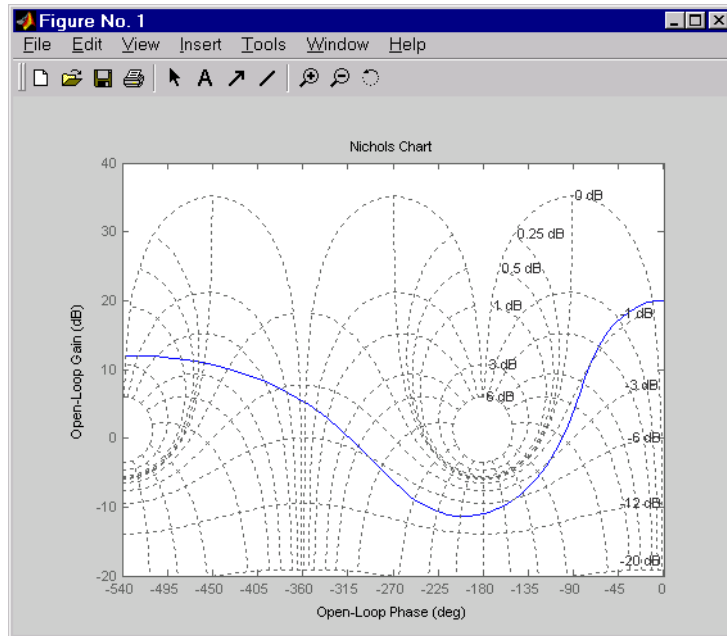 Figure No. 1
File Edit View Insert Tools Window Help
Nichols Chart
Open-Loop Gain (dB)
40
30
20
10
0
-10
-20
0 dB
0.25 dB
0.5 dB
1 dB
-1 dB
3 dB
-3 dB
6 dB
-6 dB
-12 dB
-20 dB
-540 -495 -450 -405 -360 -315 -270 -225 -180 -135 -90 -45 0
Open-Loop Phase (deg)